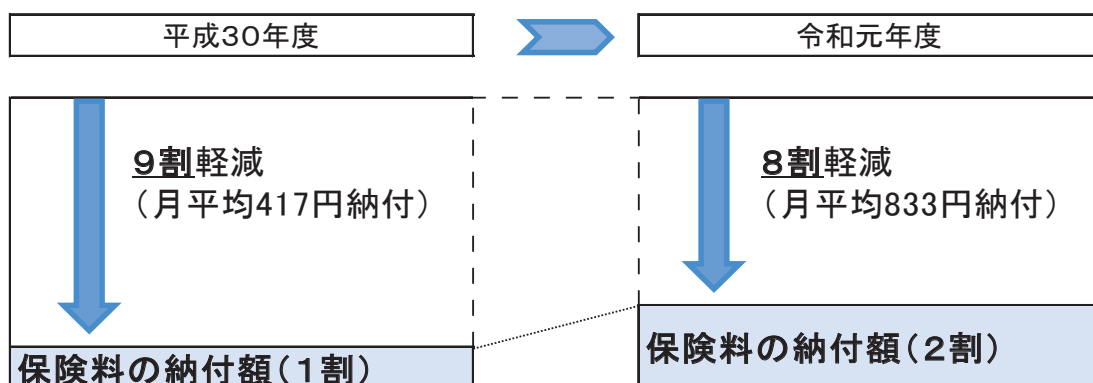 平成30年度
令和元年度
9割軽減
(月平均417円納付)
8割軽減
(月平均833円納付)
保険料の納付額(1割)
保険料の納付額(2割)